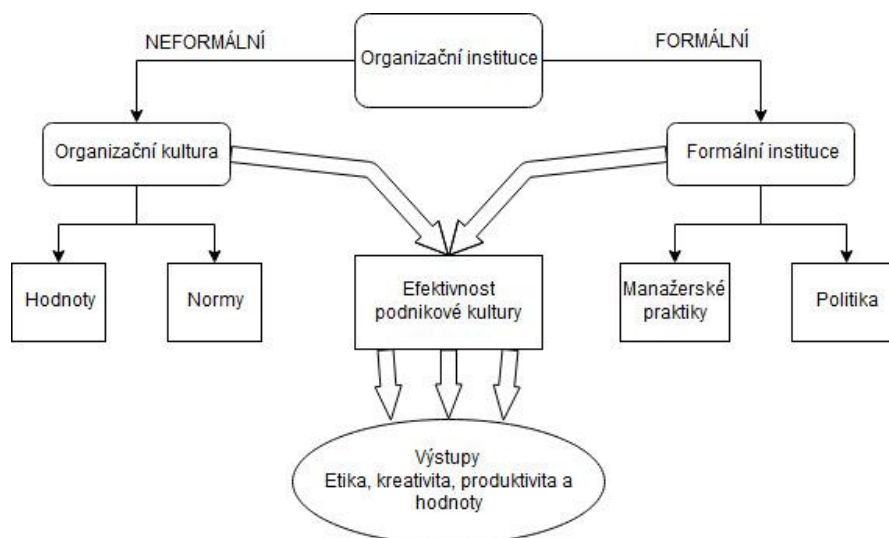 NEFORMÁLNÍ
Organizační instituce
FORMÁLNÍ
Organizační kultura
Formální instituce
Hodnoty
Normy
Efektivnost
podnikové kultury
Manažerské
praktiky
Politika
Výstupy
Etika, kreativita, produktivita a
hodnoty